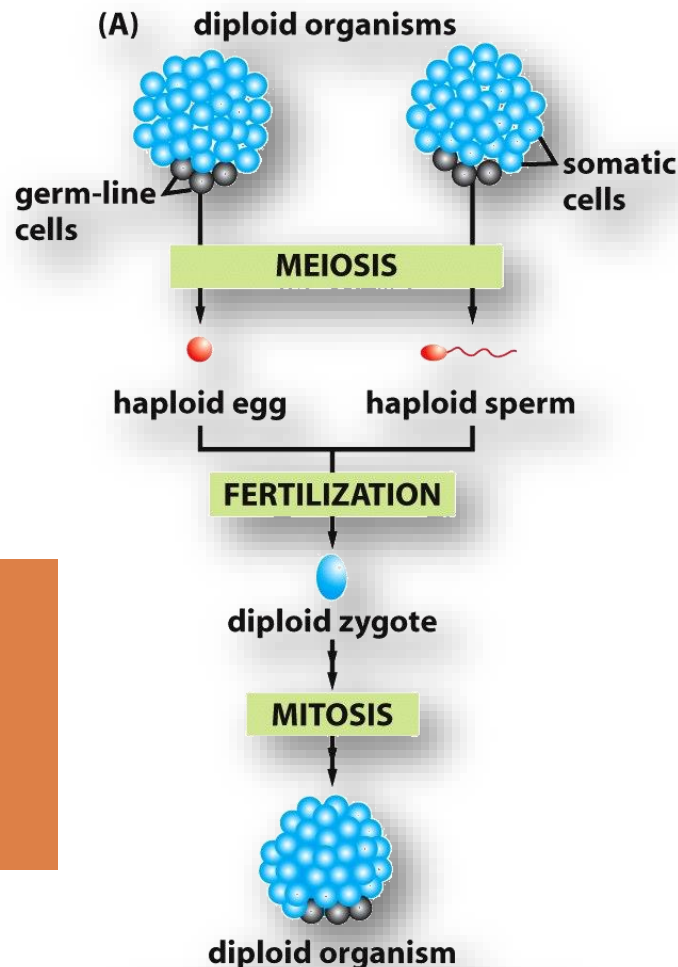 (A) diploid organisms
germ-line
cells
somatic
cells
MEIOSIS
haploid egg
haploid sperm
FERTILIZATION
diploid zygote
MITOSIS
diploid organism